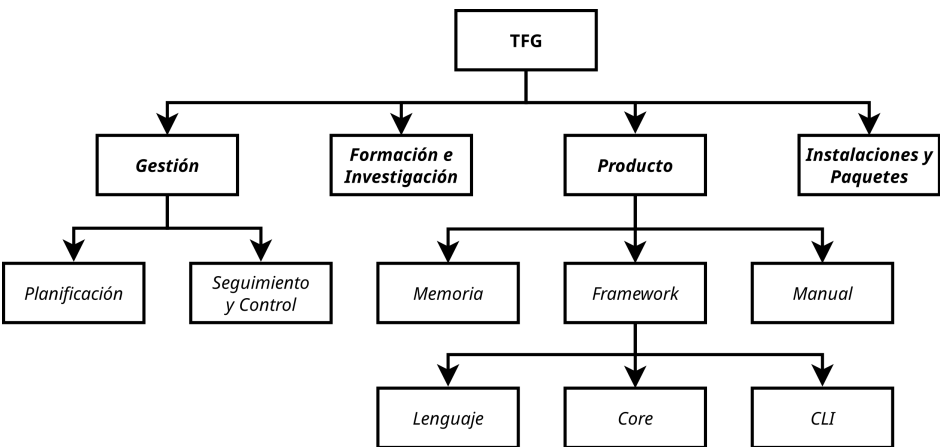 TFG
Gestión
Formación e
Investigación
Producto
Instalaciones y
Paquetes
Planificación
Seguimiento
y Control
Memoria
Framework
Manual
Lenguaje
Core
CLI